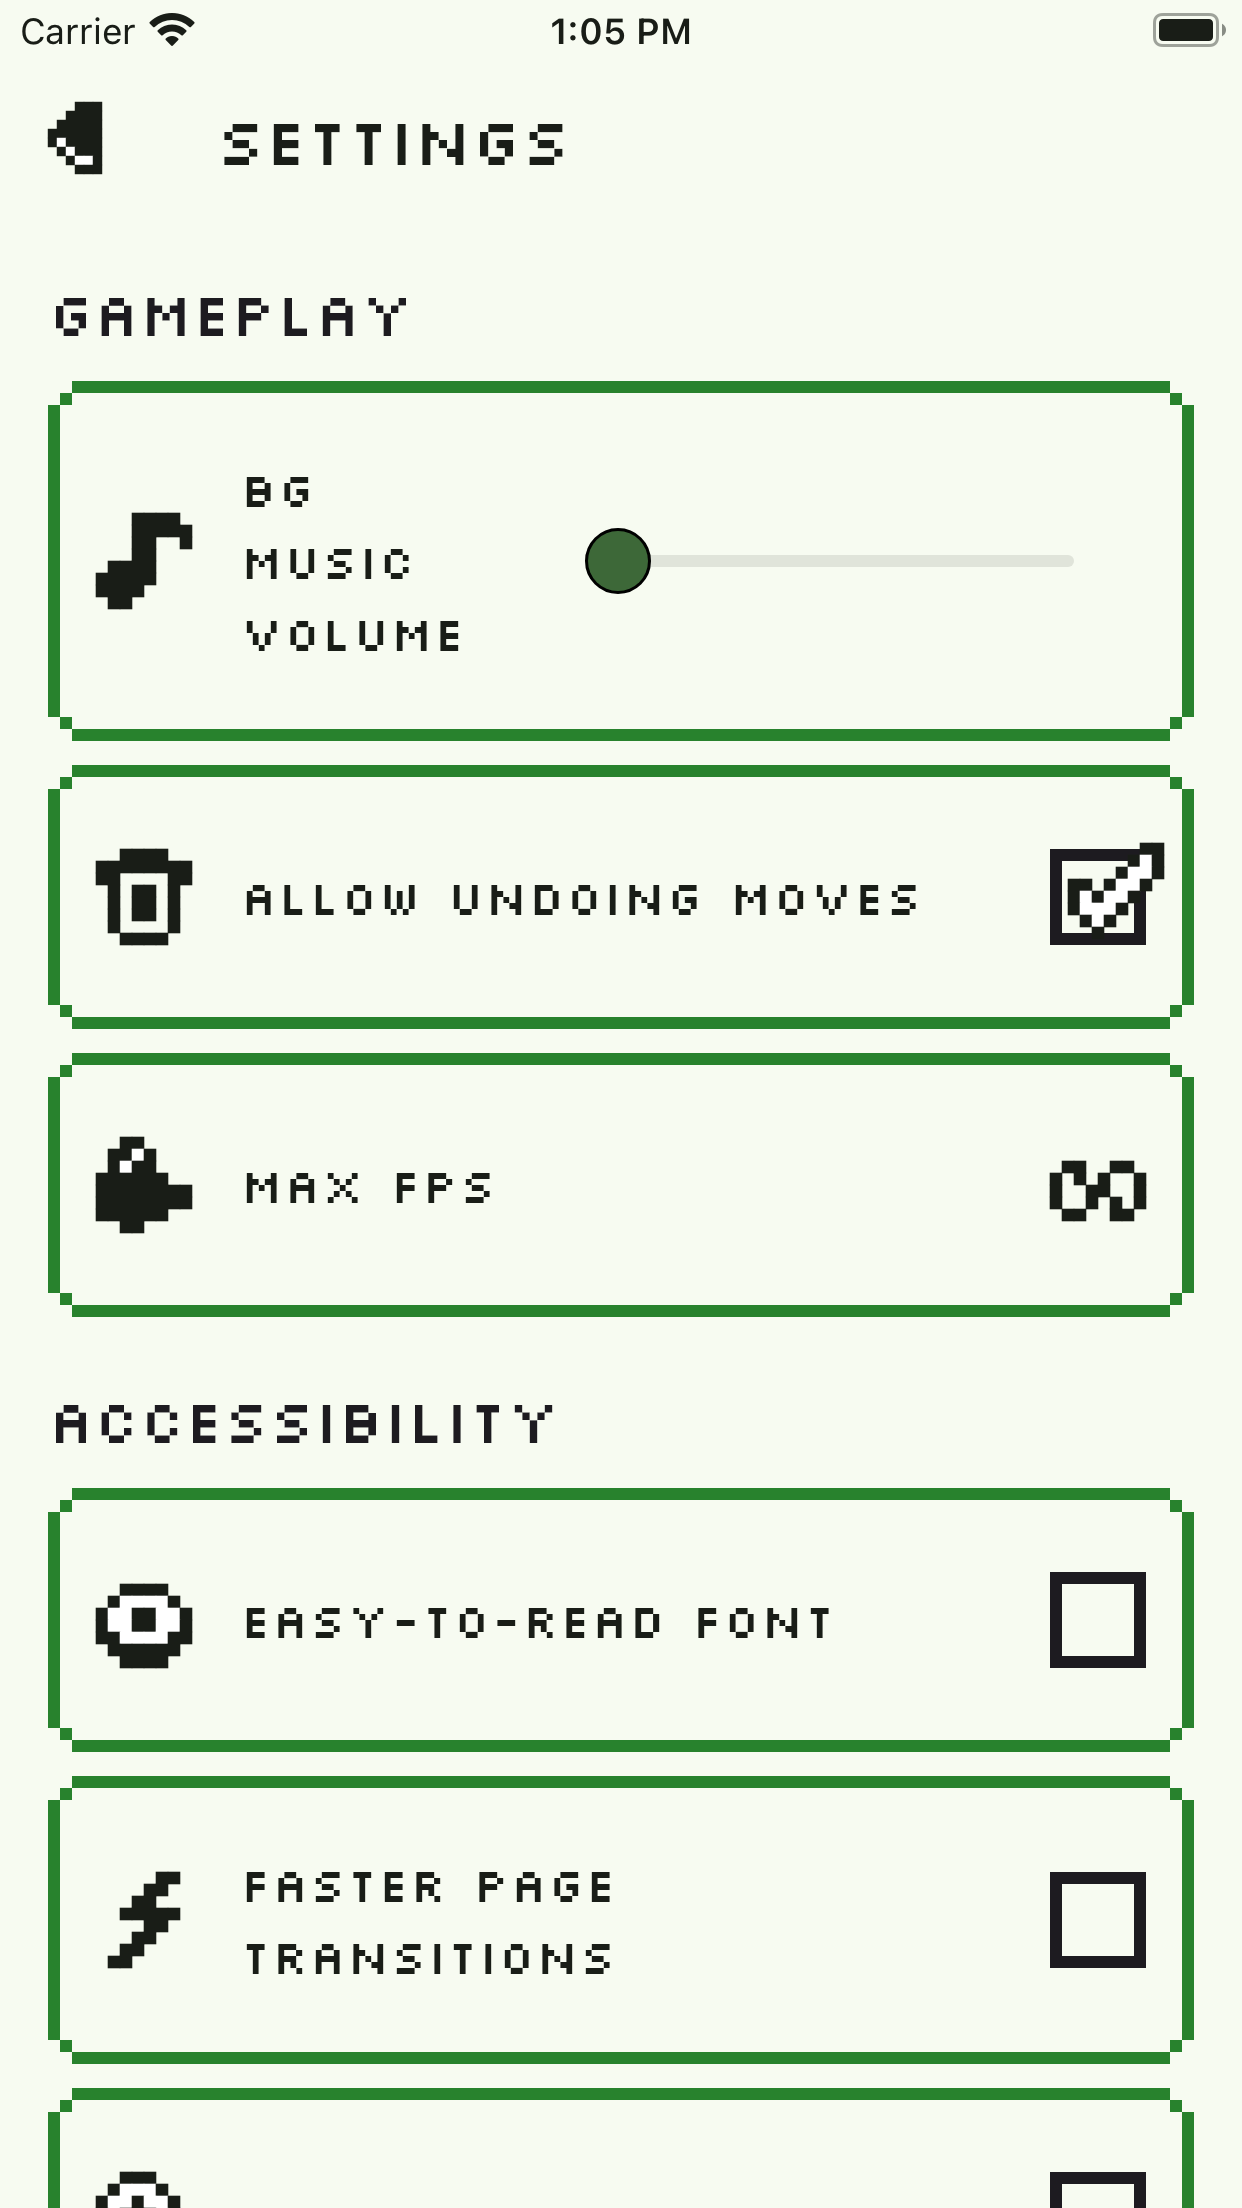 Carrier 1:05 PM
SETTINGS
GAMEPLAY
BG
MUSIC
VOLUME
ALLOW UNDOING MOVES
MAX FPS ∞
ACCESSIBILITY
EASY-TO-READ FONT
FASTER PAGE
TRANSITIONS